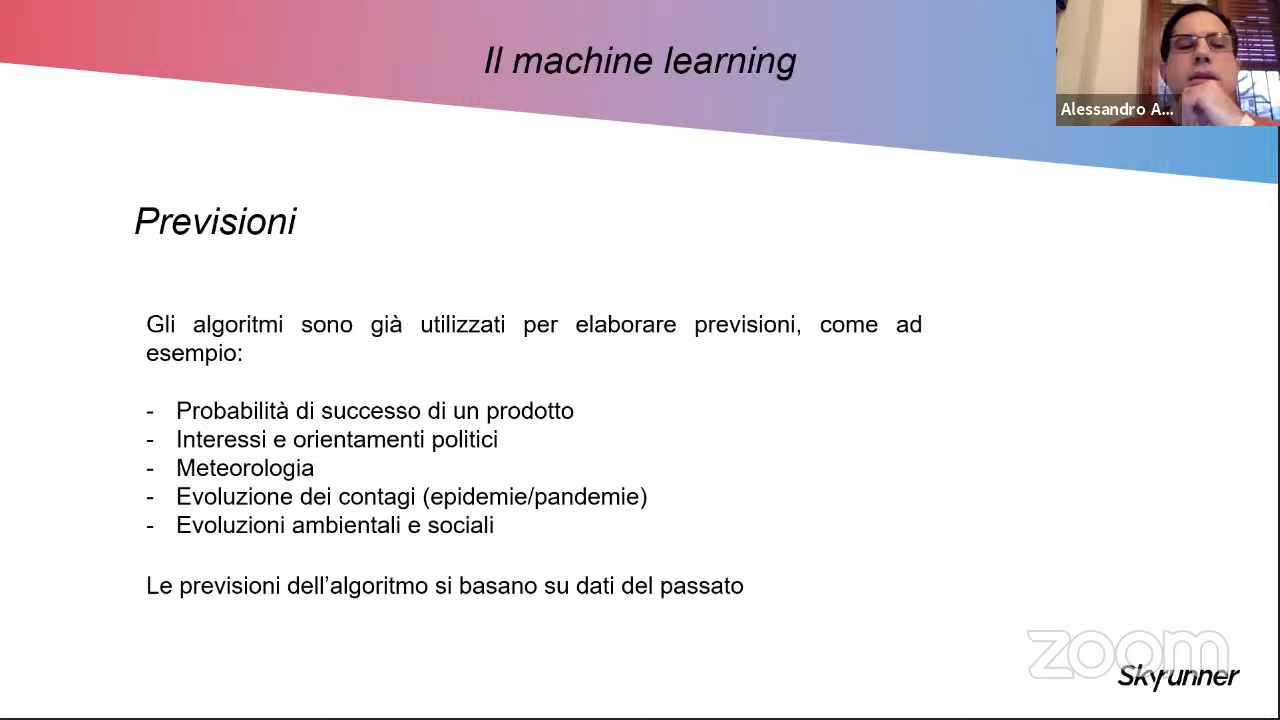 Il machine learning
Alessandro A...
Previsioni
Gli algoritmi sono già utilizzati per elaborare previsioni, come ad
esempio:
- Probabilità di successo di un prodotto
- Interessi e orientamenti politici
- Meteorologia
- Evoluzione dei contagi (epidemie/pandemie)
- Evoluzioni ambientali e sociali
Le previsioni dell’algoritmo si basano su dati del passato
zoom
Skyrunner